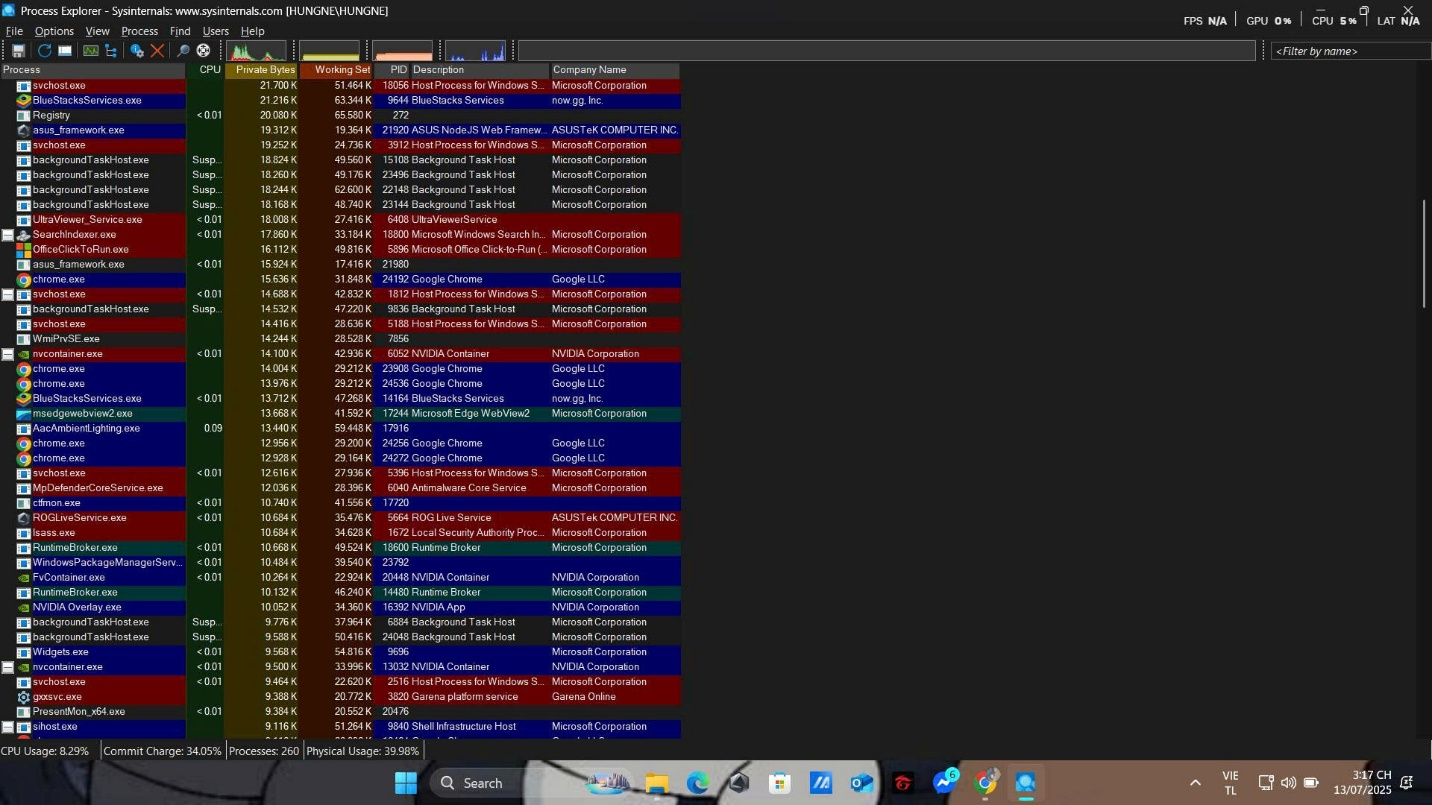 Process Explorer - Sysinternals: www.sysinternals.com [HUNGNE\HUNGNE]
FPS N/A GPU 0% CPU 5% LAT N/A
File Options View Process Find Users Help
<Filter by name>
Process CPU Private Bytes Working Set PID Description Company Name
svchost.exe 21.700 K 51.464 K 18056 Host Process for Windows S... Microsoft Corporation
BlueStacksServices.exe 21.216 K 63.344 K 9644 BlueStacks Services now.gg, Inc.
Registry < 0.01 20.080 K 65.580 K 272
asus_framework.exe 19.312 K 19.364 K 21920 ASUS NodeJS Web Framew... ASUSTeK COMPUTER INC.
svchost.exe 19.252 K 24.736 K 3912 Host Process for Windows S... Microsoft Corporation
backgroundTaskHost.exe Susp... 18.824 K 49.560 K 15108 Background Task Host Microsoft Corporation
backgroundTaskHost.exe Susp... 18.260 K 49.176 K 23496 Background Task Host Microsoft Corporation
backgroundTaskHost.exe Susp... 18.244 K 62.600 K 22148 Background Task Host Microsoft Corporation
backgroundTaskHost.exe Susp... 18.168 K 48.740 K 23144 Background Task Host Microsoft Corporation
UltraViewer_Service.exe < 0.01 18.008 K 27.416 K 6408 UltraViewerService
SearchIndexer.exe < 0.01 17.860 K 33.184 K 18800 Microsoft Windows Search In... Microsoft Corporation
OfficeClickToRun.exe 16.112 K 49.816 K 5896 Microsoft Office Click-to-Run (... Microsoft Corporation
asus_framework.exe < 0.01 15.924 K 17.416 K 21980
chrome.exe 15.636 K 31.848 K 24192 Google Chrome Google LLC
svchost.exe < 0.01 14.688 K 42.832 K 1812 Host Process for Windows S... Microsoft Corporation
backgroundTaskHost.exe Susp... 14.532 K 47.220 K 9836 Background Task Host Microsoft Corporation
svchost.exe 14.416 K 28.636 K 5188 Host Process for Windows S... Microsoft Corporation
WmiPrvSE.exe 14.244 K 28.528 K 7856
nvcontainer.exe < 0.01 14.100 K 42.936 K 6052 NVIDIA Container NVIDIA Corporation
chrome.exe 14.004 K 29.212 K 23908 Google Chrome Google LLC
chrome.exe 13.976 K 29.212 K 24536 Google Chrome Google LLC
BlueStacksServices.exe < 0.01 13.712 K 47.268 K 14164 BlueStacks Services now.gg, Inc.
msedgewebview2.exe 13.668 K 41.592 K 17244 Microsoft Edge WebView2 Microsoft Corporation
AacAmbientLighting.exe 0.09 13.440 K 59.448 K 17916
chrome.exe 12.956 K 29.200 K 24256 Google Chrome Google LLC
chrome.exe 12.928 K 29.164 K 24272 Google Chrome Google LLC
svchost.exe < 0.01 12.616 K 27.936 K 5396 Host Process for Windows S... Microsoft Corporation
MpDefenderCoreService.exe 12.036 K 28.396 K 6040 Antimalware Core Service Microsoft Corporation
ctfmon.exe < 0.01 10.740 K 41.556 K 17720
ROGLiveService.exe < 0.01 10.684 K 35.476 K 5664 ROG Live Service ASUSTek COMPUTER INC.
lsass.exe 10.684 K 34.628 K 1672 Local Security Authority Proc... Microsoft Corporation
RuntimeBroker.exe < 0.01 10.668 K 49.524 K 18600 Runtime Broker Microsoft Corporation
WindowsPackageManagerServ... < 0.01 10.484 K 39.540 K 23792
FvContainer.exe < 0.01 10.264 K 22.924 K 20448 NVIDIA Container NVIDIA Corporation
RuntimeBroker.exe 10.132 K 46.240 K 14480 Runtime Broker Microsoft Corporation
NVIDIA Overlay.exe 10.052 K 34.360 K 16392 NVIDIA App NVIDIA Corporation
backgroundTaskHost.exe Susp... 9.776 K 37.964 K 6884 Background Task Host Microsoft Corporation
backgroundTaskHost.exe Susp... 9.588 K 50.416 K 24048 Background Task Host Microsoft Corporation
Widgets.exe < 0.01 9.568 K 54.816 K 9696
nvcontainer.exe < 0.01 9.500 K 33.996 K 13032 NVIDIA Container NVIDIA Corporation
svchost.exe < 0.01 9.464 K 22.620 K 2516 Host Process for Windows S... Microsoft Corporation
gxxsvc.exe 9.388 K 20.772 K 3820 Garena platform service Garena Online
PresentMon_x64.exe < 0.01 9.384 K 20.552 K 20476
sihost.exe 9.116 K 51.264 K 9840 Shell Infrastructure Host Microsoft Corporation
CPU Usage: 8.29% Commit Charge: 34.05% Processes: 260 Physical Usage: 39.98%
Search 6 VIE 3:17 CH
TL 13/07/2025